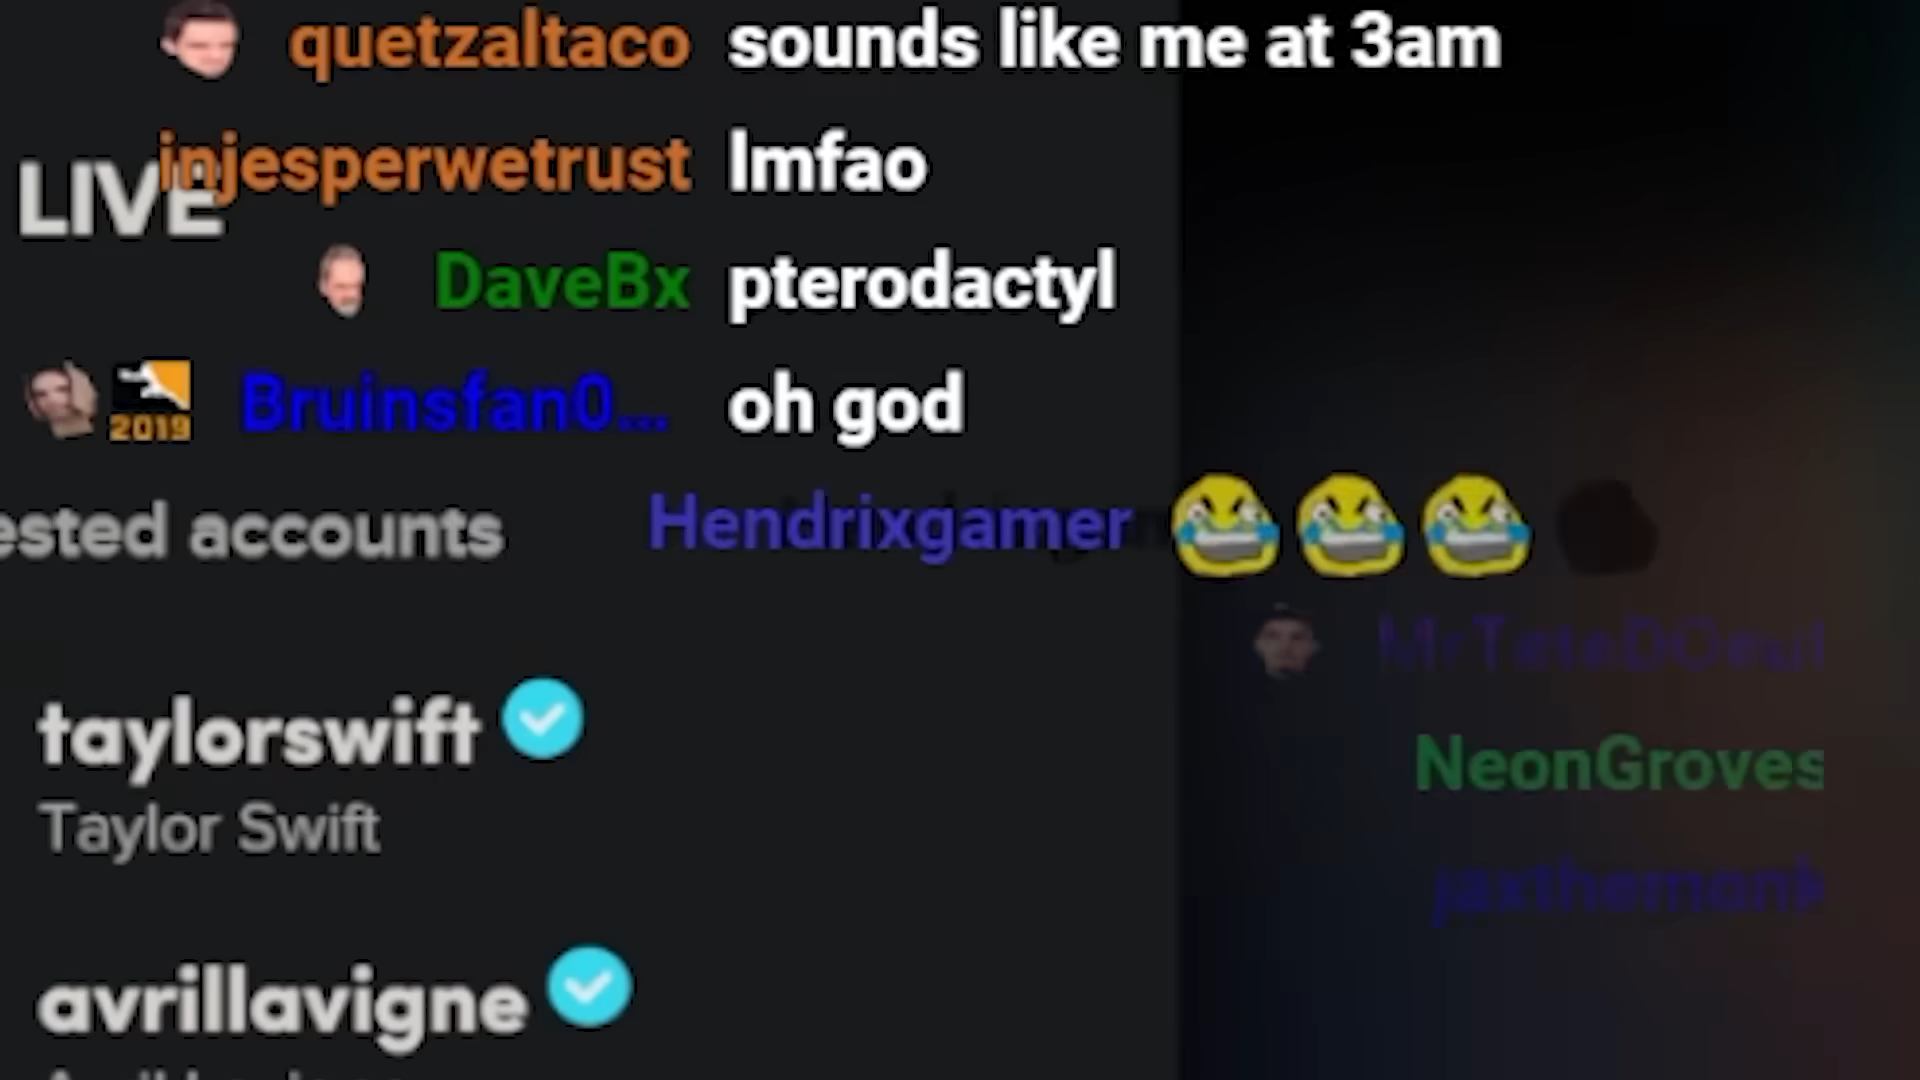 quetzaltaco sounds like me at 3am
injesperwetrust lmfao
LIVE
DaveBx pterodactyl
2019 Bruinsfan0... oh god
ested accounts
Hendrixgamer
NeonGroves
taylorswift
Taylor Swift
jaxthemonk
avrillavigne